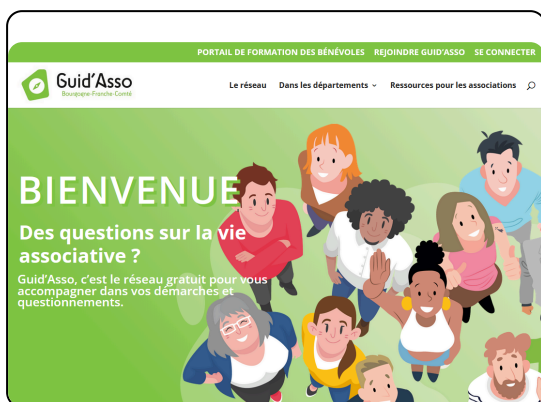 PORTAIL DE FORMATION DES BÉNÉVOLES REJOINDRE GUID'ASSO SE CONNECTER
Guid'Asso
Bourgogne-Franche-Comté
Le réseau Dans les départements Ressources pour les associations
BIENVENUE
Des questions sur la vie
associative ?
Guid'Asso, c'est le réseau gratuit pour vous
accompagner dans vos démarches et
questionnements.